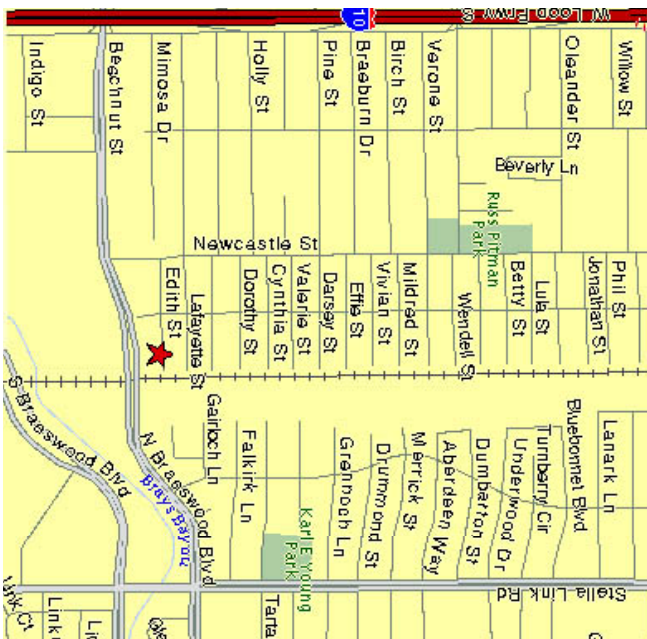 W Loop Frwy S
10
Indigo St
Beechnut St
Mimosa Dr
Holly St
Pine St
Braeburn Dr
Birch St
Verone St
Oleander St
Willow St
Beverly Ln
Russ Pitman
Park
Newcastle St
Edith St
Lafayette St
Dorothy St
Cynthia St
Valerie St
Darsey St
Effie St
Vivian St
Mildred St
Wendell St
Betty St
Lula St
Jonathan St
Phil St
S Braeswood Blvd
N Braeswood Blvd
Brays Bayou
Gairloch Ln
Falkirk Ln
Grennoch Ln
Drummond St
Merrick St
Aberdeen Way
Dumbarton St
Underwood Dr
Turnberry Cir
Bluebonnet Blvd
Lanark Ln
Karl E Young
Park
Stella Link Rd
Link
Tarta